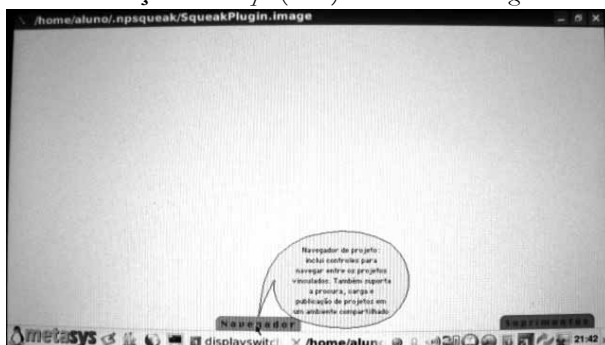 /home/aluno/.npsqueak/SqueakPlugin.image
Navegador de projeto:
inclui controles para
navegar entre os projetos
vinculados. Também suporta
a procura, carga e
publicação de projetos em
um ambiente compartilhado
Navegador
Suprimentos
metasys
displayswitc
/home/alun
21:42